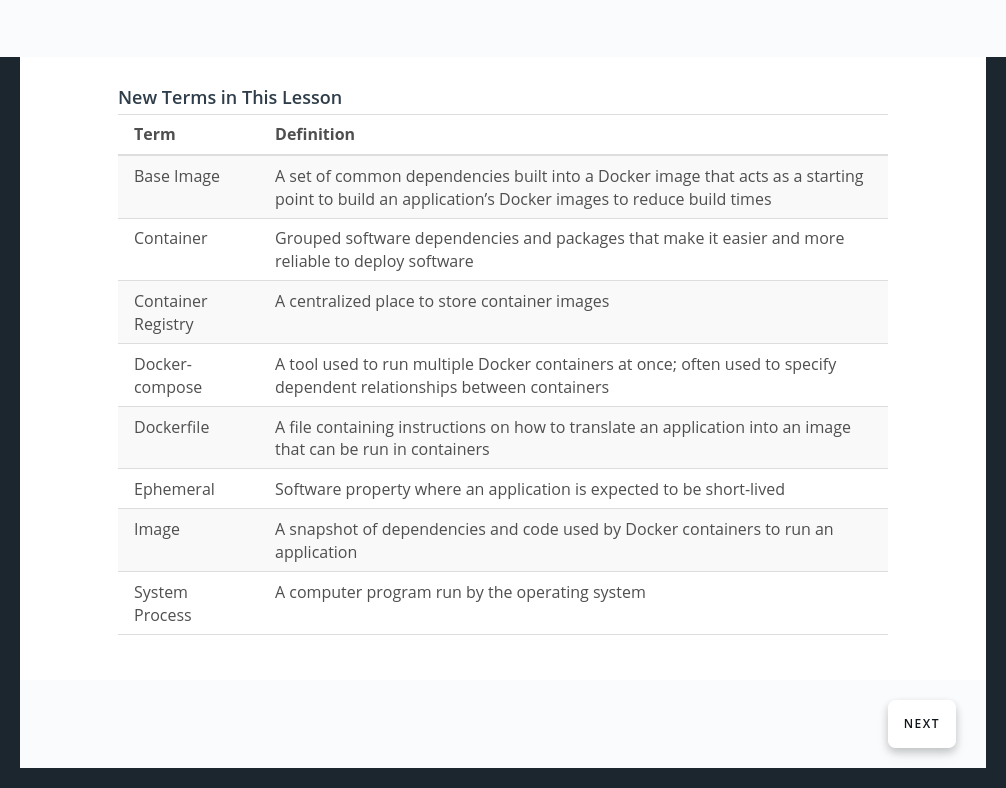 New Terms in This Lesson
Term Definition
Base Image A set of common dependencies built into a Docker image that acts as a starting
point to build an application’s Docker images to reduce build times
Container Grouped software dependencies and packages that make it easier and more
reliable to deploy software
Container A centralized place to store container images
Registry
Docker- A tool used to run multiple Docker containers at once; often used to specify
compose dependent relationships between containers
Dockerfile A file containing instructions on how to translate an application into an image
that can be run in containers
Ephemeral Software property where an application is expected to be short-lived
Image A snapshot of dependencies and code used by Docker containers to run an
application
System A computer program run by the operating system
Process
NEXT